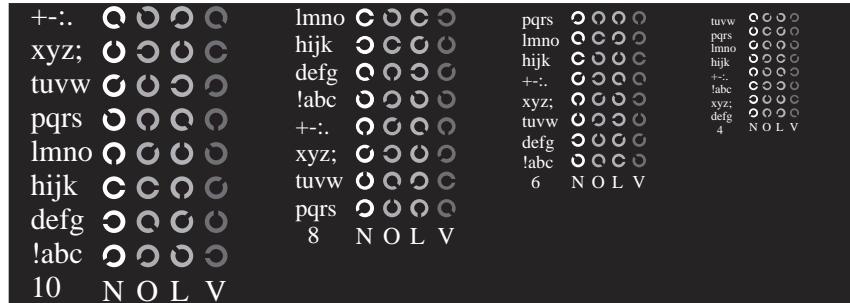 +-:.
xyz;
tuvw
pqrs
lmno
hijk
defg
!abc
10 N O L V
lmno
hijk
defg
!abc
+-:.
xyz;
tuvw
pqrs
8 N O L V
pqrs
lmno
hijk
+-:.
xyz;
tuvw
defg
!abc
6 N O L V
tuvw
pqrs
lmno
hijk
+-:.
!abc
xyz;
defg
4 N O L V